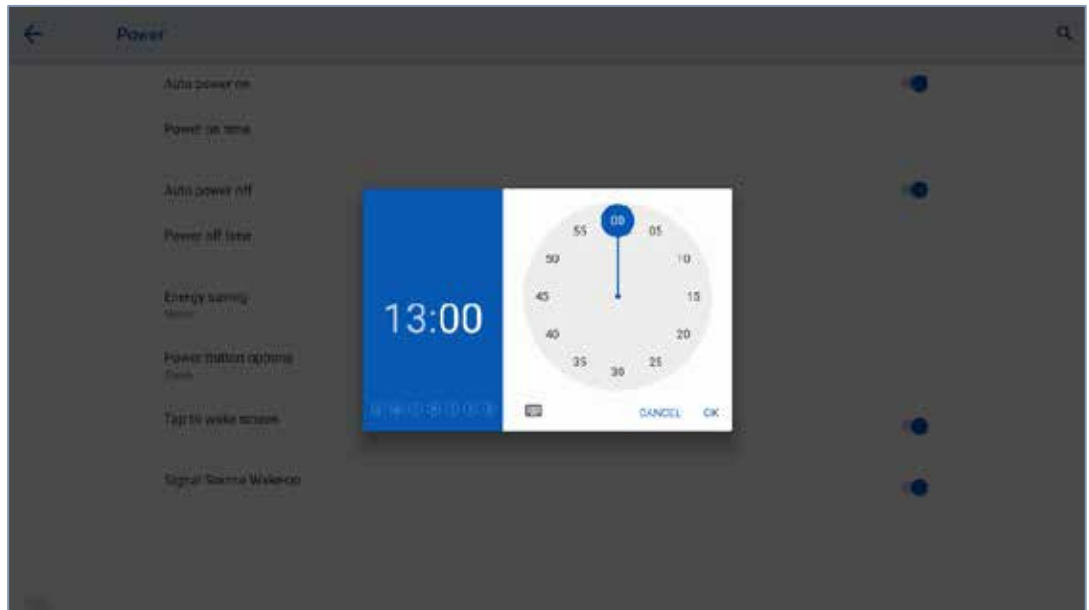 Power
Auto power on
Power on time
Auto power off
Power off time
Energy saving
Power button options
Tap to wake screen
Signal Source Wake-up
13:00
00
55
05
50
10
45
15
40
20
35
25
30
CANCEL
OK